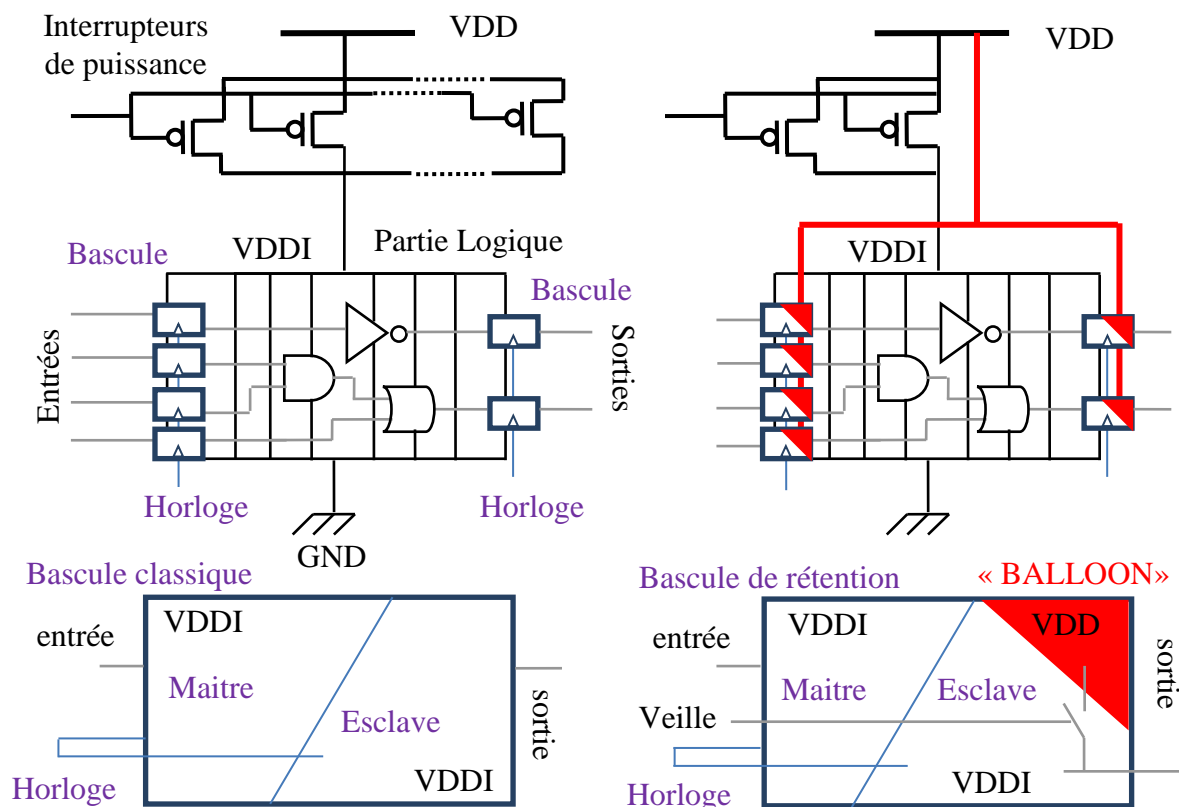 Interrupteurs
de puissance
VDD
VDD
VDDI
Partie Logique
Bascule
Bascule
Entrées
Sorties
Horloge
Horloge
GND
VDDI
Bascule classique
VDDI
entrée
Maitre
Esclave
sortie
Horloge
VDDI
Bascule de rétention
« BALLOON»
VDDI
VDD
entrée
Maitre
Esclave
sortie
Veille
Horloge
VDDI